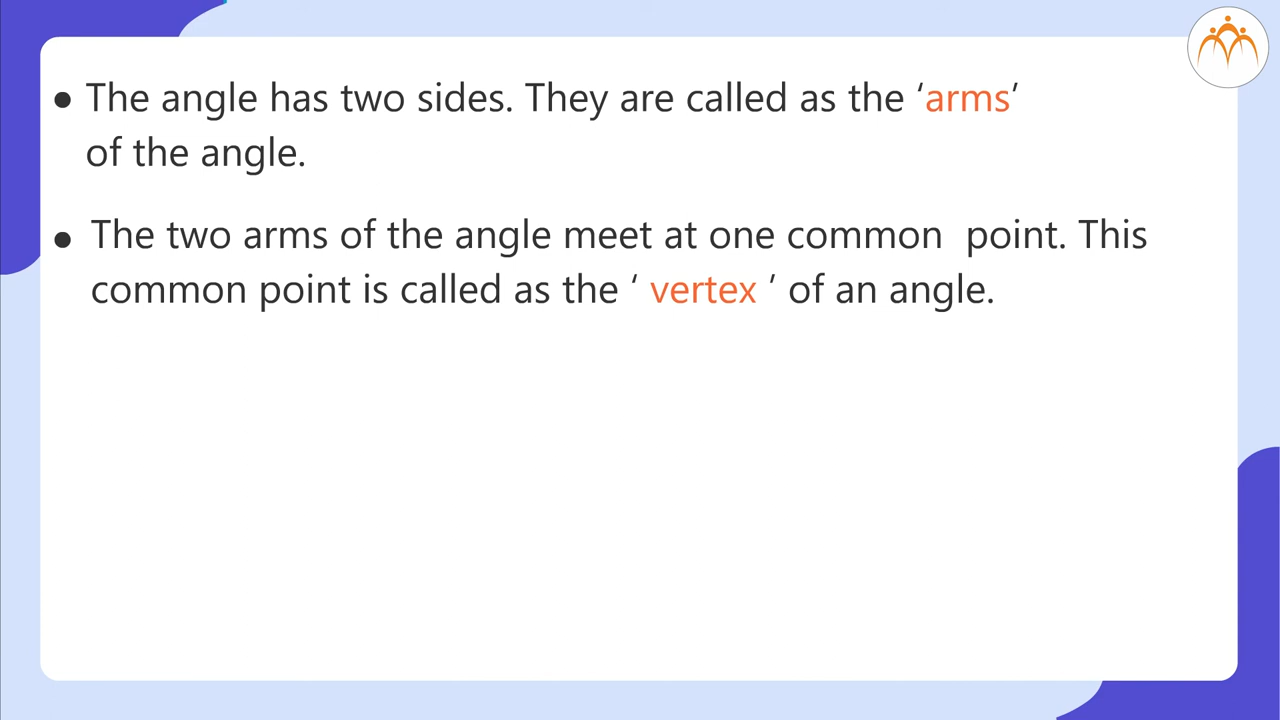 ● The angle has two sides. They are called as the ‘arms’
of the angle.
● The two arms of the angle meet at one common point. This
common point is called as the ‘ vertex ’ of an angle.